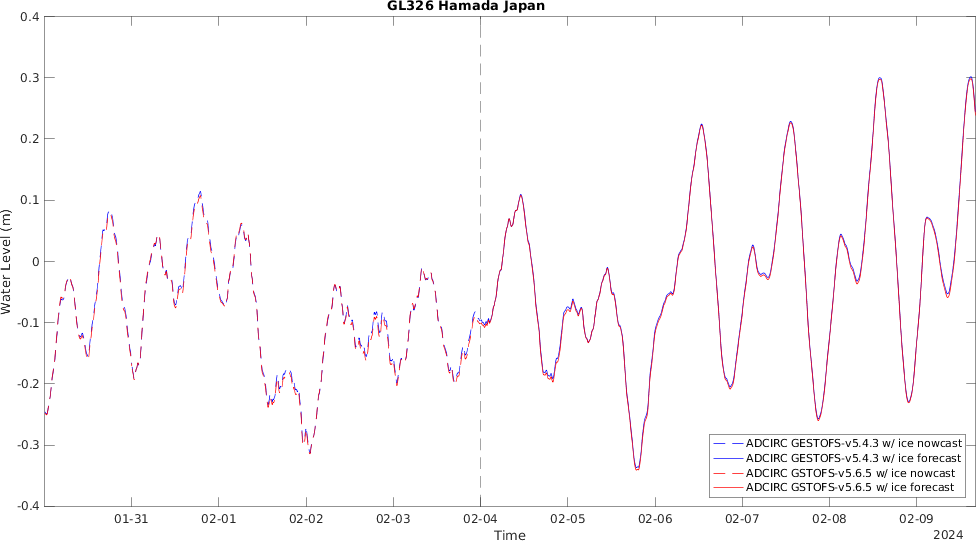 GL326 Hamada Japan
0.4
0.3
0.2
0.1
0
-0.1
-0.2
-0.3
-0.4
Water Level (m)
ADCIRC GESTOFS-v5.4.3 w/ ice nowcast
ADCIRC GESTOFS-v5.4.3 w/ ice forecast
ADCIRC GSTOFS-v5.6.5 w/ ice nowcast
ADCIRC GSTOFS-v5.6.5 w/ ice forecast
01-31 02-01 02-02 02-03 02-04 02-05 02-06 02-07 02-08 02-09
Time
2024